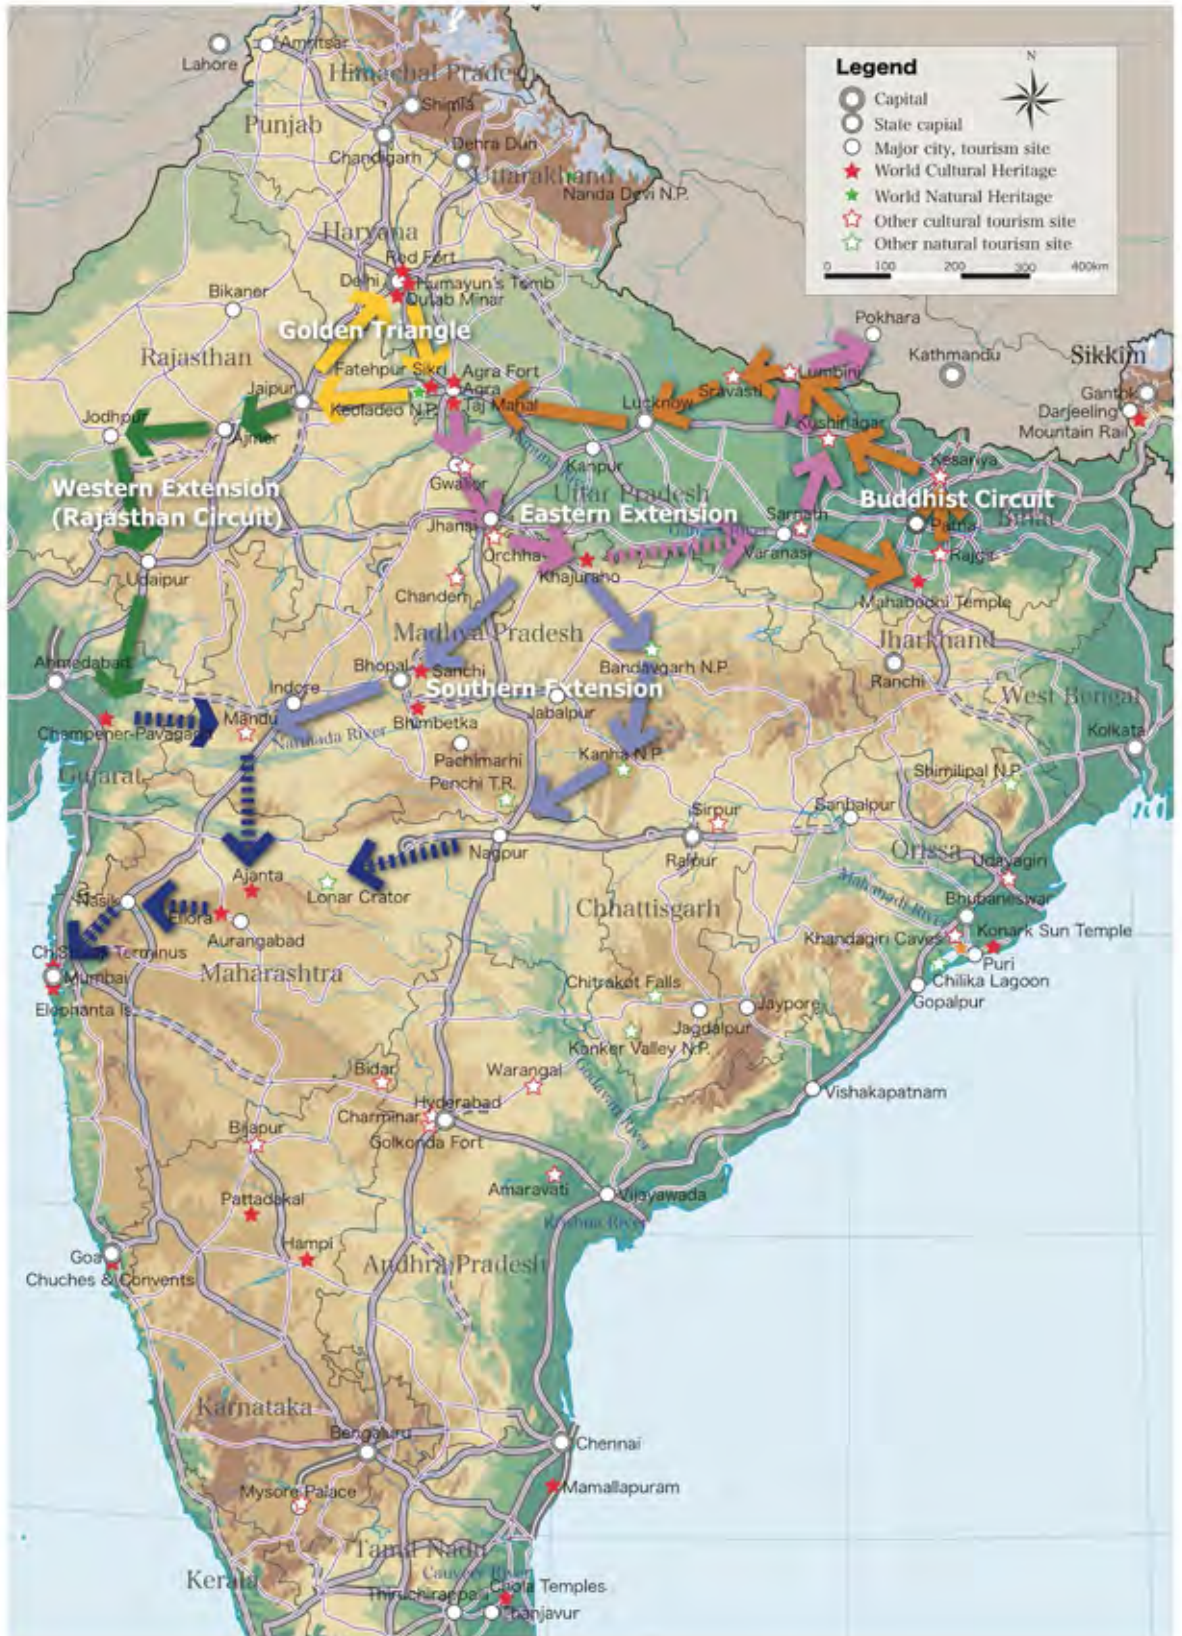 Lahore
Amritsar
Himachal Pradesh
Shimla
Punjab
Chandigarh
Dehra Dun
Uttarakhand
Nanda Devi N.P.
Legend
N
Capital
State capial
Major city, tourism site
World Cultural Heritage
World Natural Heritage
Other cultural tourism site
Other natural tourism site
0 100 200 300 400km
Haryana
Red Fort
Delhi
Humayun's Tomb
Qutab Minar
Bikaner
Golden Triangle
Pokhara
Kathmandu
Sikkim
Rajasthan
Fatehpur Sikri
Agra Fort
Agra
Taj Mahal
Keoladeo N.P.
Jaipur
Lumbini
Sravasti
Lucknow
Kushinagar
Gantok
Darjeeling
Mountain Rail
Jodhpur
Ajmer
Kanpur
Kesariya
Gwalior
Western Extension
(Rajasthan Circuit)
Uttar Pradesh
Eastern Extension
Buddhist Circuit
Jhansi
Orchha
Sarnath
Varanasi
Patna
Bihar
Rajgir
Khajuraho
Udaipur
Mahabodhi Temple
Chanderi
Madhya Pradesh
Jharkhand
Ahmedabad
Bhopal
Sanchi
Bandavgarh N.P.
Ranchi
Southern Extension
West Bengal
Indore
Mandu
Bhimbetka
Jabalpur
Champener-Pavagarh
Narmada River
Kolkata
Pachimarhi
Kanha N.P.
Gujarat
Penchi T.R.
Shimilipal N.P.
Sirpur
Sanbalpur
Nagpur
Raipur
Orissa
Udayagiri
Ajanta
Lonar Crator
Mahanadi River
Bhubaneswar
Nasik
Ellora
Chhattisgarh
Aurangabad
Khandagiri Caves
Konark Sun Temple
Terminus
Mumbai
Maharashtra
Puri
Chilika Lagoon
Elephanta Is.
Chitrakot Falls
Gopalpur
Jaypore
Jagdalpur
Kanker Valley N.P.
Bidar
Warangal
Godavari River
Vishakapatnam
Hyderabad
Charminar
Golkonda Fort
Bijapur
Amaravati
Vijayawada
Pattadakal
Krishna River
Goa
Hampi
Andhra Pradesh
Chuches & Convents
Karnataka
Bengaluru
Chennai
Mysore Palace
Mamallapuram
Tamil Nadu
Kerala
Cauvery River
Chola Temples
Thanjavur